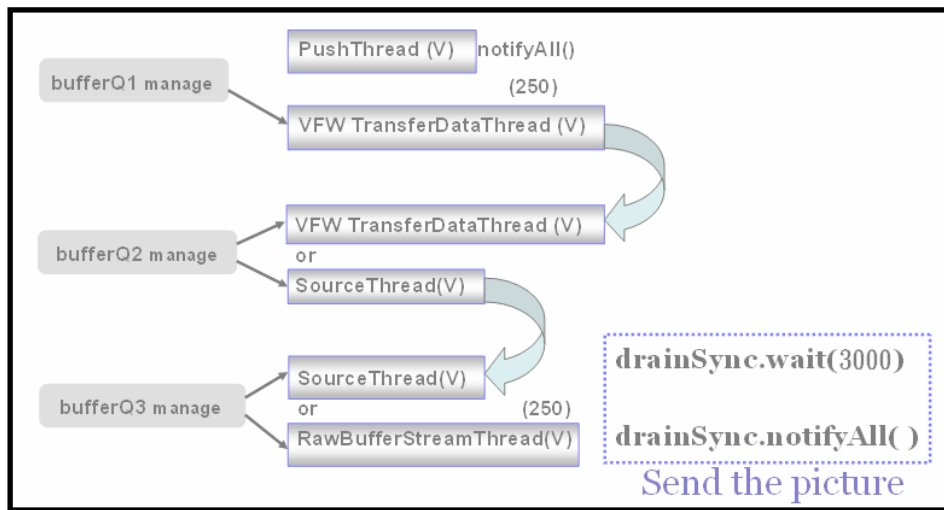 PushThread (V) notifyAll()
bufferQ1 manage
(250)
VFW TransferDataThread (V)
VFW TransferDataThread (V)
bufferQ2 manage
or
SourceThread(V)
SourceThread(V)
bufferQ3 manage
or (250)
RawBufferStreamThread(V)
drainSync.wait(3000)
drainSync.notifyAll( )
Send the picture